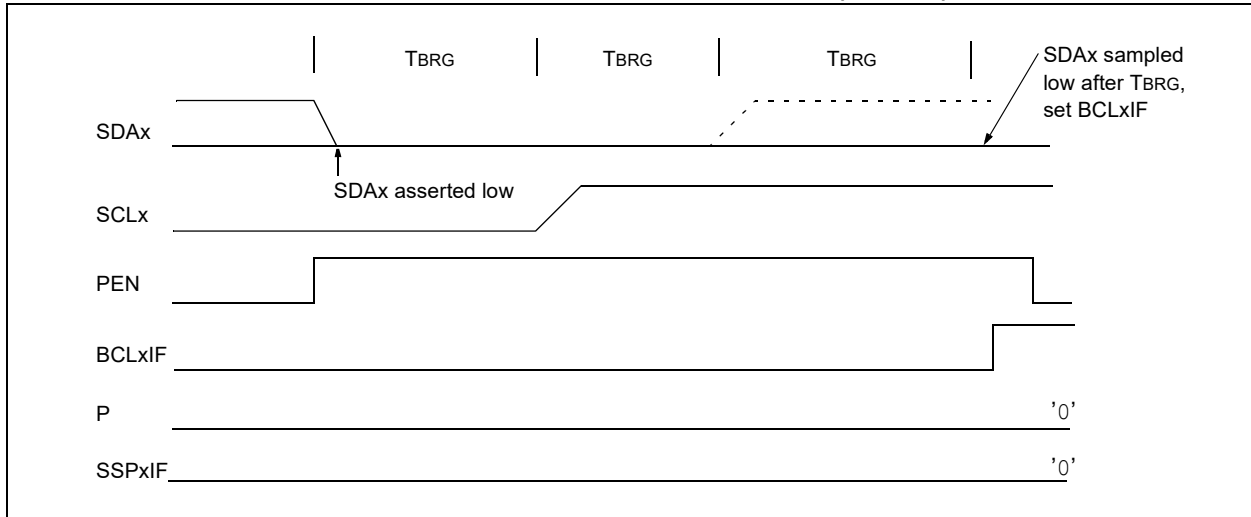 TBRG TBRG TBRG
SDAx sampled
low after TBRG,
set BCLxIF
SDAx
SDAx asserted low
SCLx
PEN
BCLxIF
P '0'
SSPxIF '0'